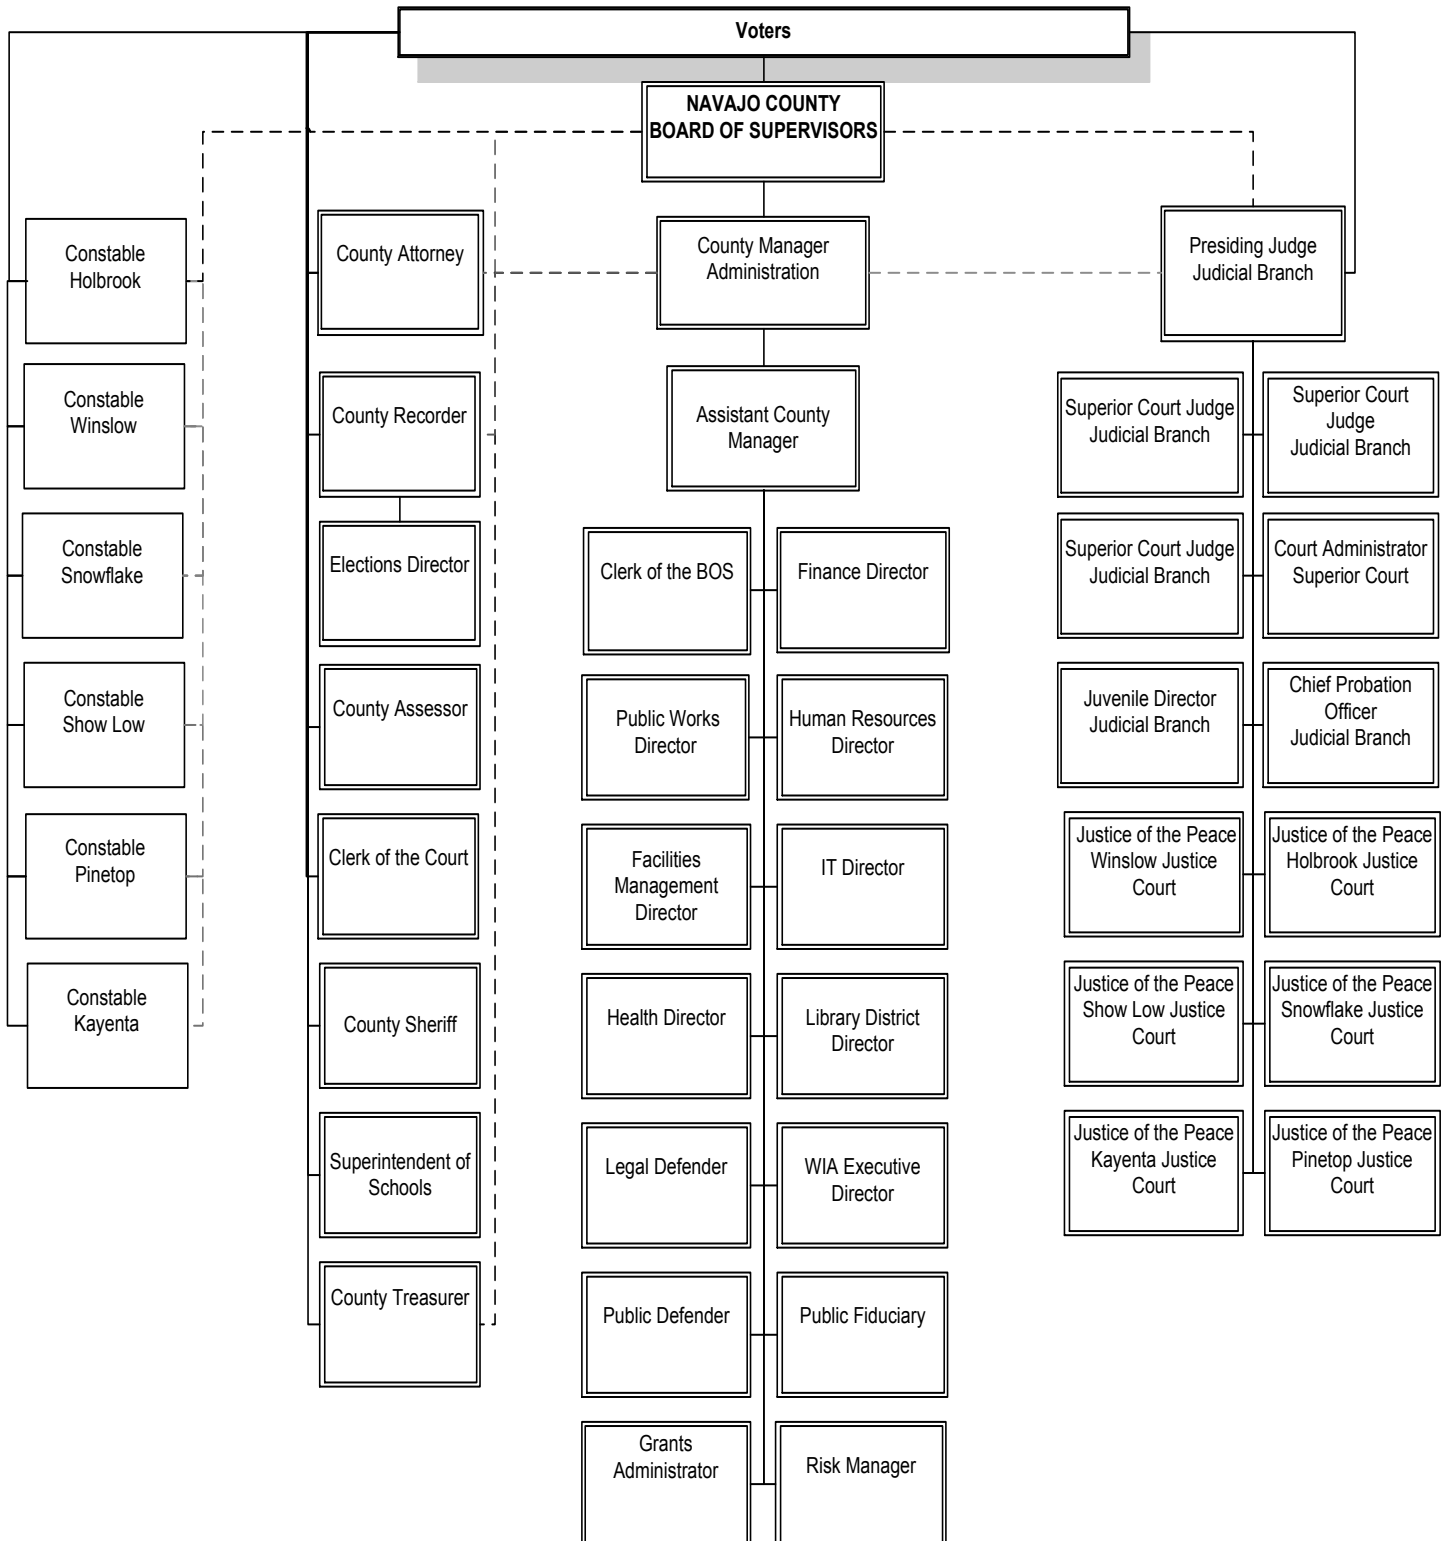 Voters
NAVAJO COUNTY
BOARD OF SUPERVISORS
Constable
Holbrook
Constable
Winslow
Constable
Snowflake
Constable
Show Low
Constable
Pinetop
Constable
Kayenta
County Attorney
County Recorder
Elections Director
County Assessor
Clerk of the Court
County Sheriff
Superintendent of
Schools
County Treasurer
County Manager
Administration
Assistant County
Manager
Clerk of the BOS
Finance Director
Public Works
Director
Human Resources
Director
Facilities
Management
Director
IT Director
Health Director
Library District
Director
Legal Defender
WIA Executive
Director
Public Defender
Public Fiduciary
Grants
Administrator
Risk Manager
Presiding Judge
Judicial Branch
Superior Court Judge
Judicial Branch
Superior Court
Judge
Judicial Branch
Superior Court Judge
Judicial Branch
Court Administrator
Superior Court
Juvenile Director
Judicial Branch
Chief Probation
Officer
Judicial Branch
Justice of the Peace
Winslow Justice
Court
Justice of the Peace
Holbrook Justice
Court
Justice of the Peace
Show Low Justice
Court
Justice of the Peace
Snowflake Justice
Court
Justice of the Peace
Kayenta Justice
Court
Justice of the Peace
Pinetop Justice
Court